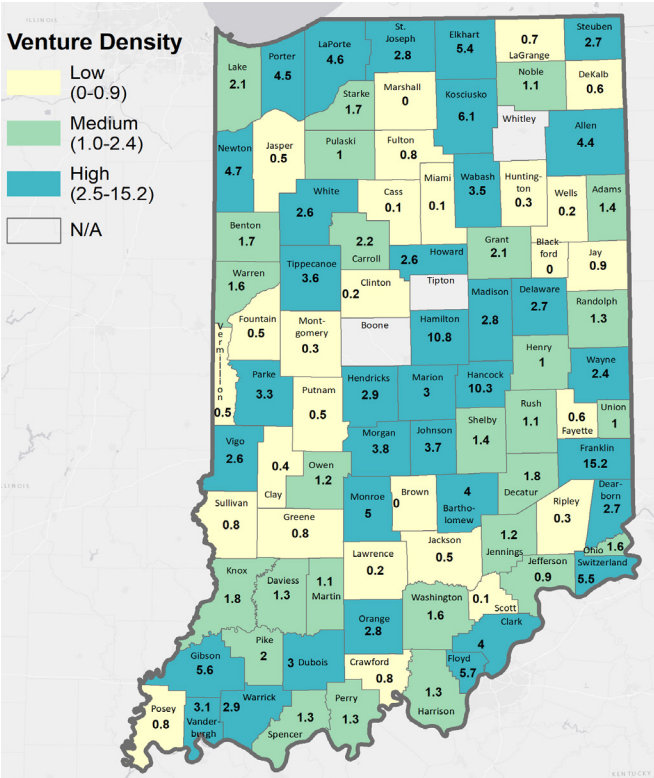 ILLINOIS
Venture Density
Low
(0-0.9)
Medium
(1.0-2.4)
High
(2.5-15.2)
N/A
Lake
2.1
Porter
4.5
LaPorte
4.6
St.
Joseph
2.8
Elkhart
5.4
0.7
LaGrange
Steuben
2.7
Noble
1.1
DeKalb
0.6
Starke
1.7
Marshall
0
Kosciusko
6.1
Whitley
Allen
4.4
Newton
4.7
Jasper
0.5
Pulaski
1
Fulton
0.8
Miami
0.1
Wabash
3.5
Hunting-
ton
0.3
Wells
0.2
Adams
1.4
White
2.6
Cass
0.1
Benton
1.7
2.2
Carroll
2.6 Howard
Grant
2.1
Black-
ford
0
Jay
0.9
Warren
1.6
Tippecanoe
3.6
Clinton
0.2
Tipton
Madison
2.8
Delaware
2.7
Randolph
1.3
Fountain
0.5
Mont-
gomery
0.3
Boone
Hamilton
10.8
Henry
1
Wayne
2.4
Vermillion
0.5
Parke
3.3
Putnam
0.5
Hendricks
2.9
Marion
3
Hancock
10.3
Rush
1.1
0.6
Fayette
Union
1
Vigo
2.6
0.4
Clay
Owen
1.2
Morgan
3.8
Johnson
3.7
Shelby
1.4
1.8
Decatur
Franklin
15.2
ILLINOIS
Sullivan
0.8
Greene
0.8
Monroe
5
Brown
0
4
Bartho-
lomew
Jackson
0.5
1.2
Jennings
Ripley
0.3
Dear-
born
2.7
Ohio 1.6
Knox
1.8
Daviess
1.3
1.1
Martin
Lawrence
0.2
Washington
1.6
0.1
Scott
Jefferson
0.9
Switzerland
5.5
Orange
2.8
Clark
4
Gibson
5.6
Pike
2
3 Dubois
Crawford
0.8
Floyd
5.7
1.3
Harrison
Posey
0.8
3.1
Vander-
burgh
Warrick
2.9
1.3
Spencer
Perry
1.3
KENTUCKY